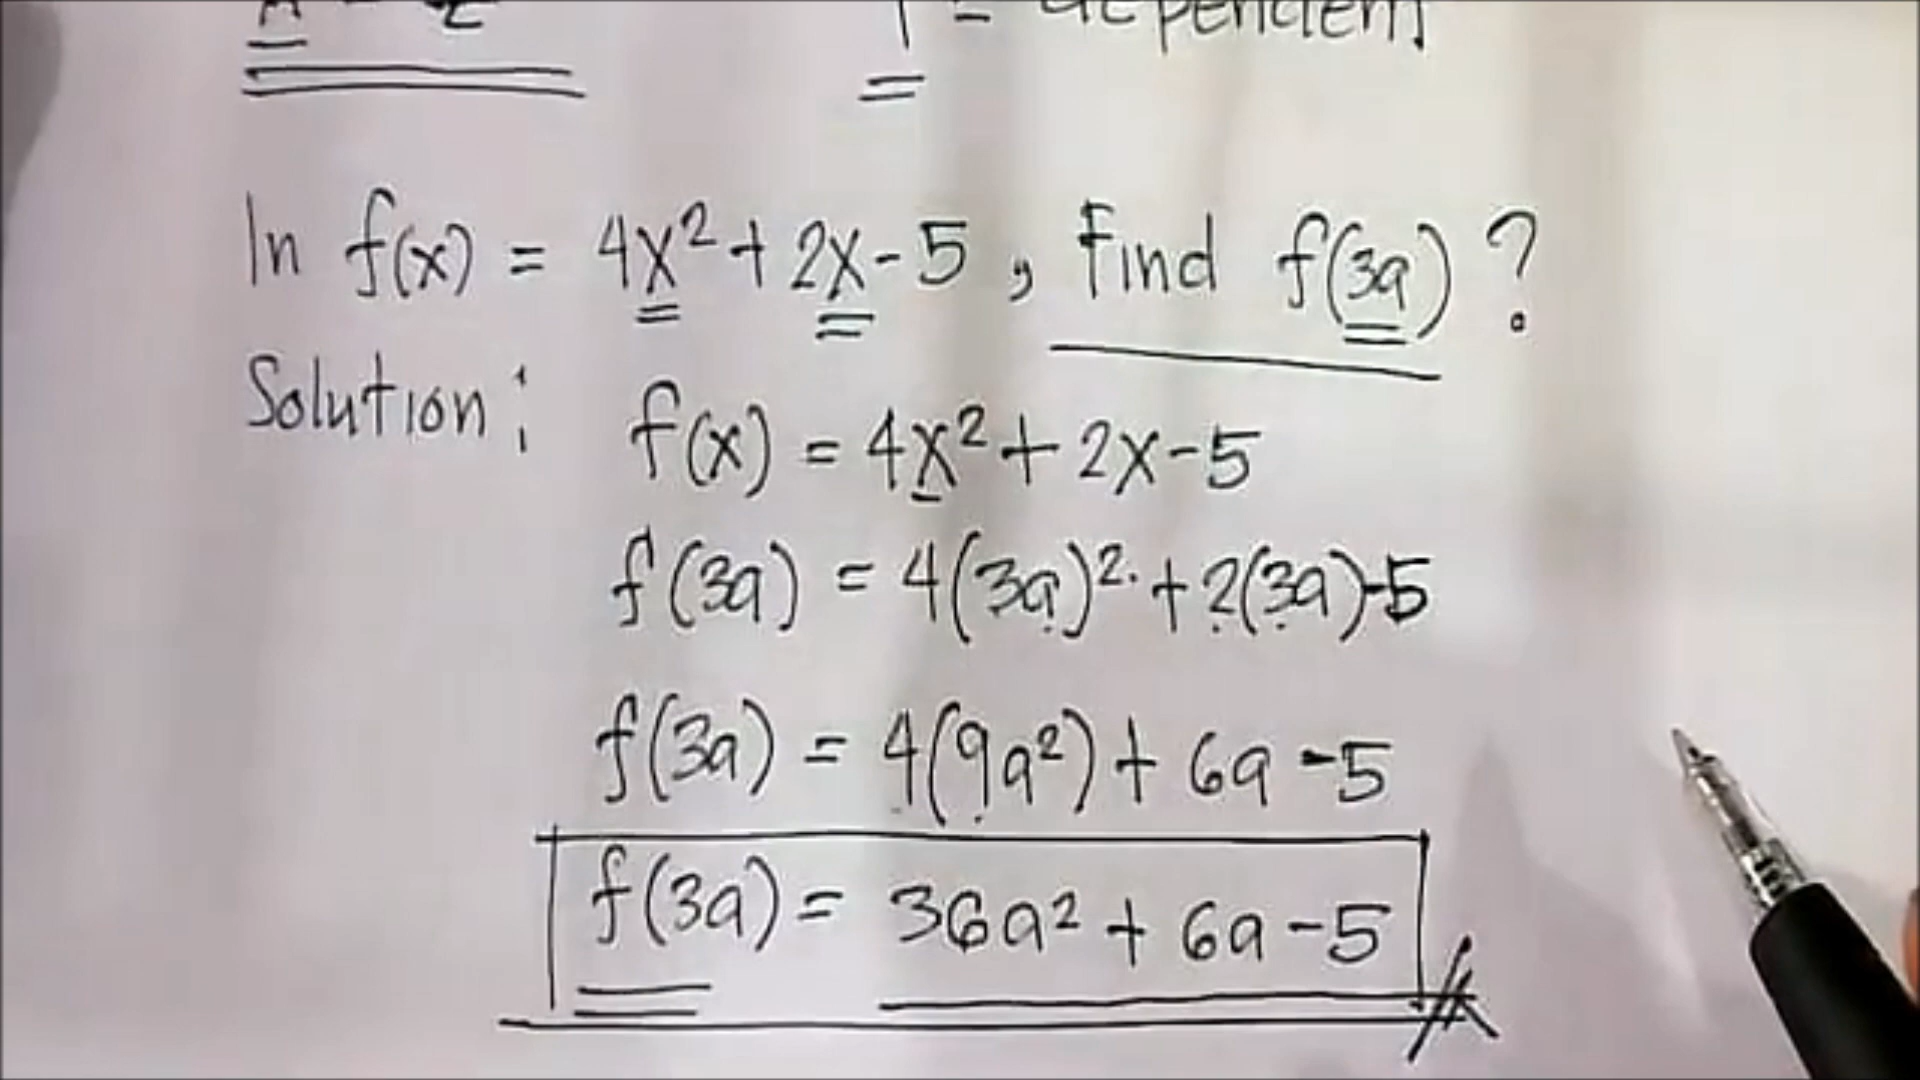 = dependent
In f(x) = 4x² + 2x - 5 , Find f(3a) ?
Solution : f(x) = 4x² + 2x - 5
f(3a) = 4(3a)² + 2(3a) - 5
f(3a) = 4(9a²) + 6a - 5
f(3a) = 36a² + 6a - 5